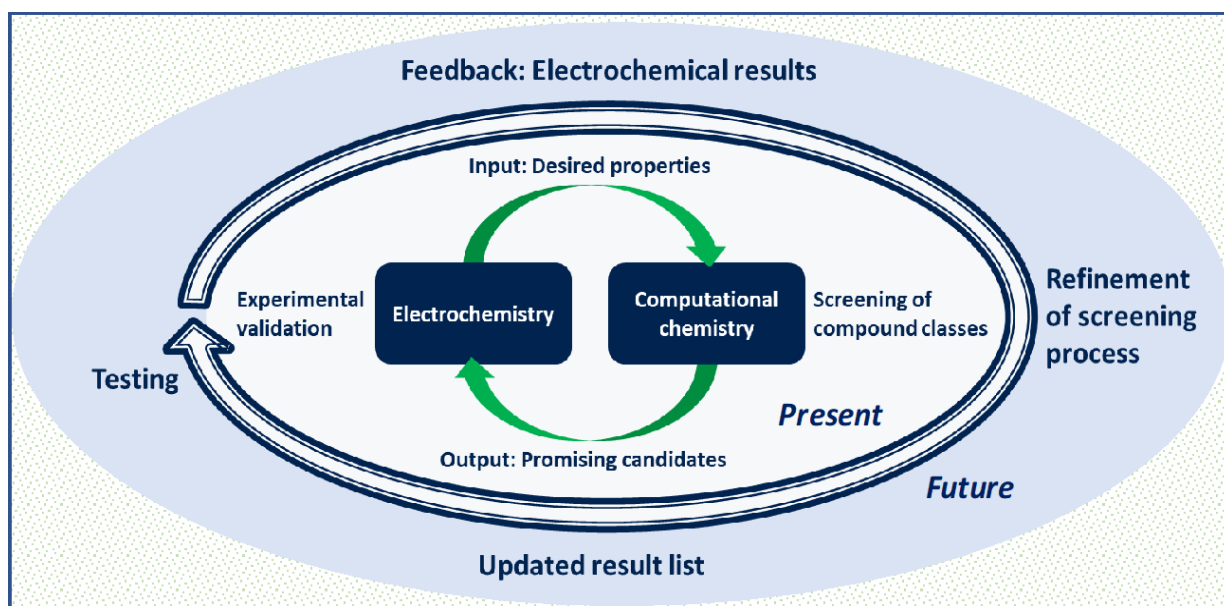 Feedback: Electrochemical results
Input: Desired properties
Experimental
validation
Electrochemistry
Computational
chemistry
Screening of
compound classes
Refinement
of screening
process
Testing
Present
Output: Promising candidates
Future
Updated result list